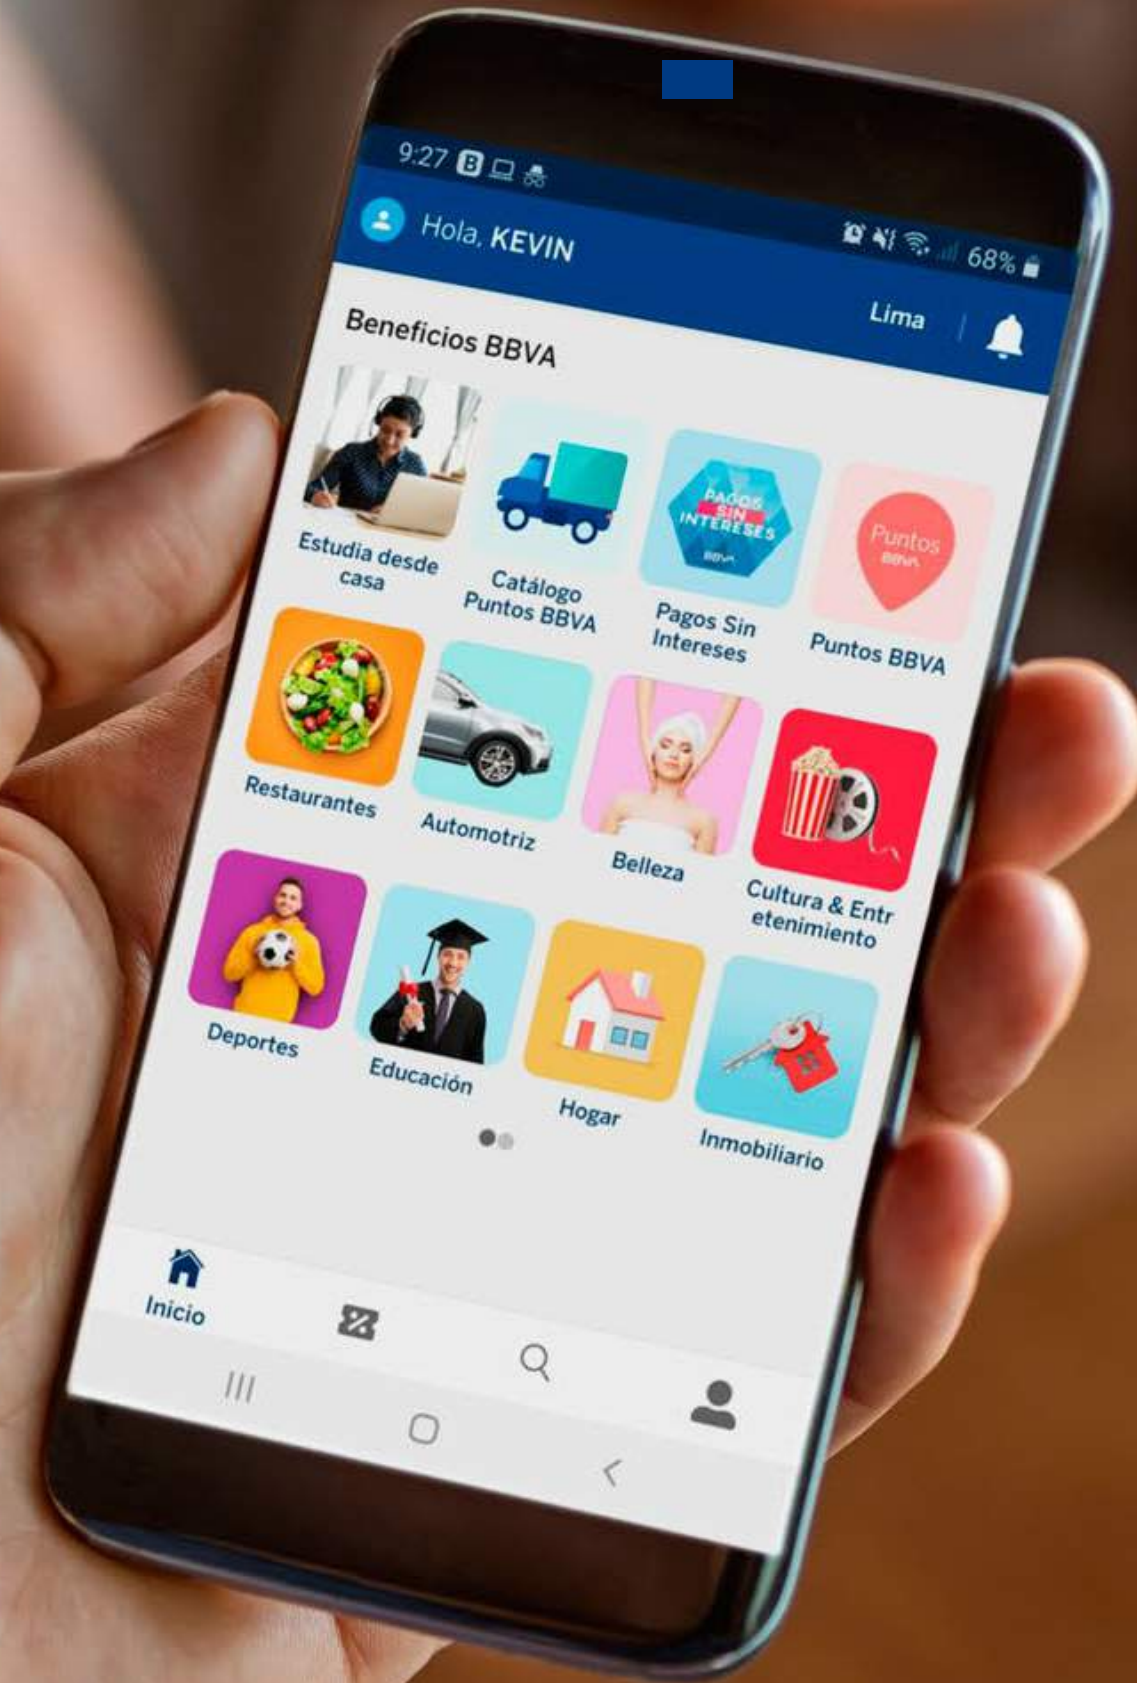 9:27
68%
Hola, KEVIN
Lima
Beneficios BBVA
PAGOS
SIN
INTERESES
BBVA
Puntos
BBVA
Estudia desde
casa
Catálogo
Puntos BBVA
Pagos Sin
Intereses
Puntos BBVA
Restaurantes
Automotriz
Belleza
Cultura & Entr
etenimiento
Deportes
Educación
Hogar
Inmobiliario
Inicio